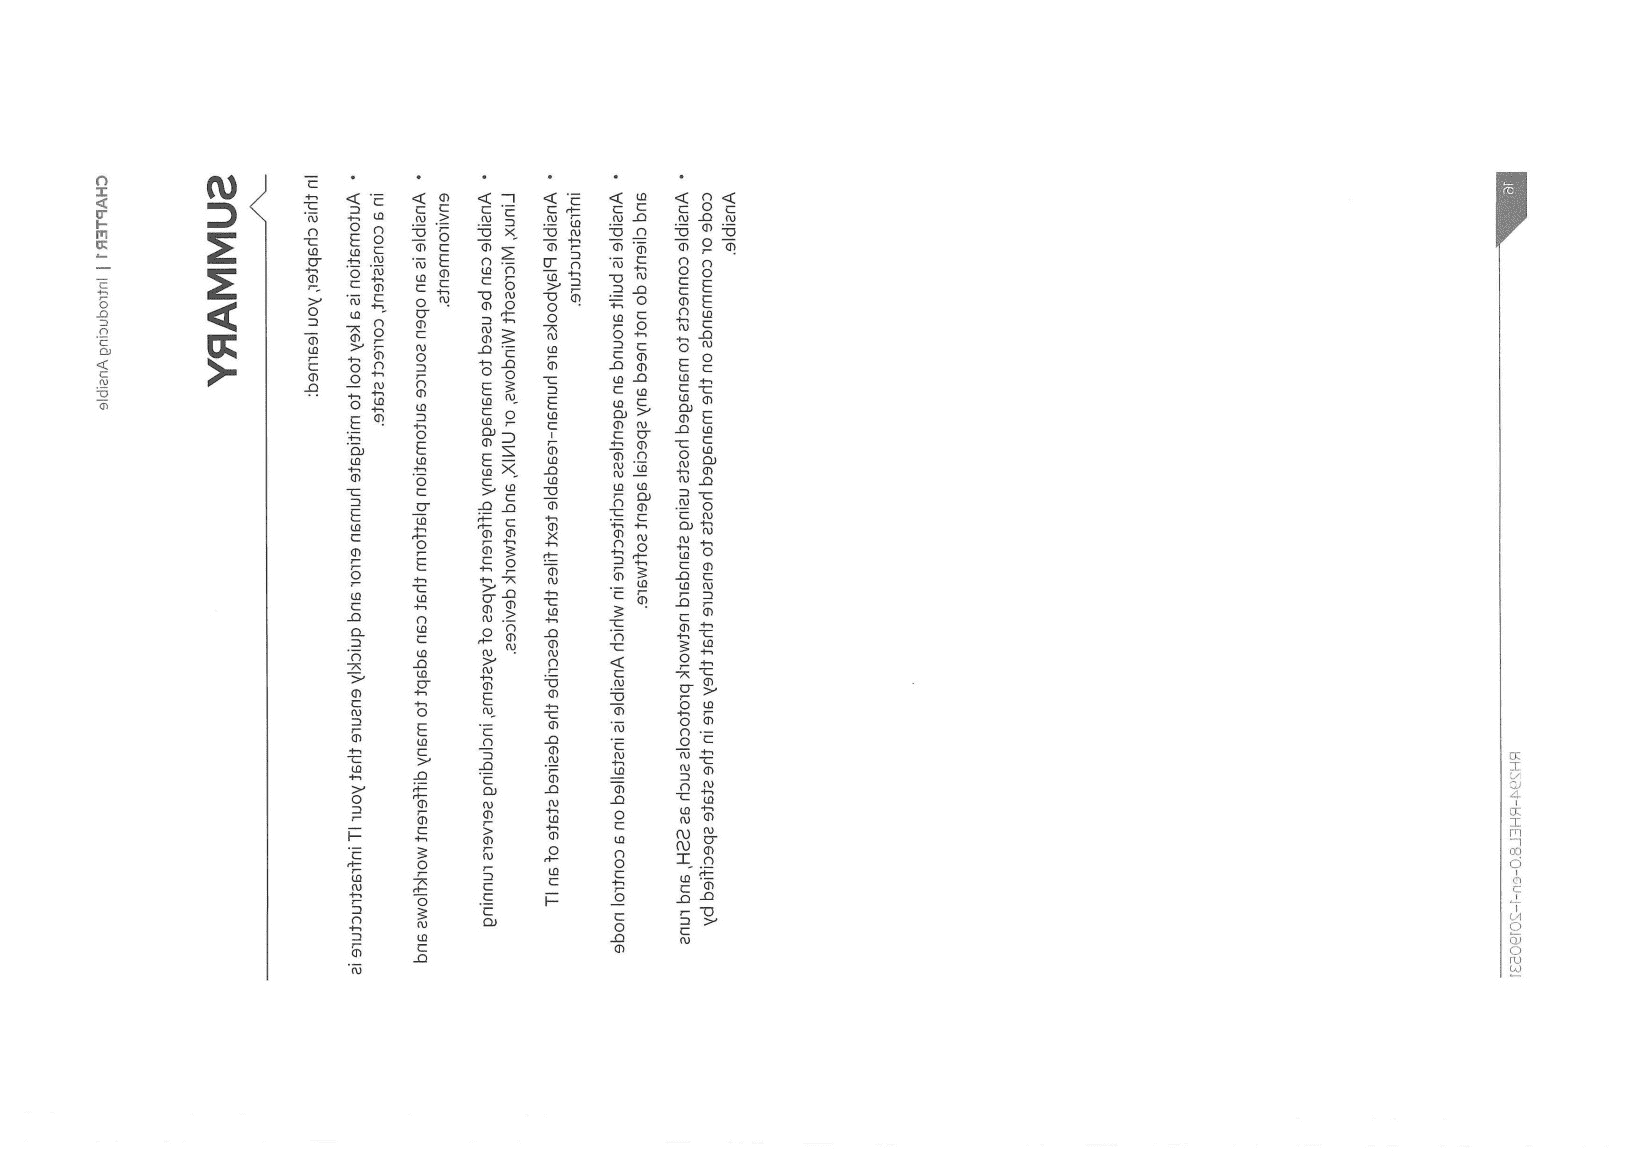 CHAPTER 1 | Introducing Ansible
SUMMARY
In this chapter, you learned:
• Automation is a key tool to mitigate human error and quickly ensure that your IT infrastructure is
in a consistent, correct state.
• Ansible is an open source automation platform that can adapt to many different workflows and
environments.
• Ansible can be used to manage many different types of systems, including servers running
Linux, Microsoft Windows, or UNIX, and network devices.
• Ansible Playbooks are human-readable text files that describe the desired state of an IT
infrastructure.
• Ansible is built around an agentless architecture in which Ansible is installed on a control node
and clients do not need any special agent software.
• Ansible connects to managed hosts using standard network protocols such as SSH, and runs
code or commands on the managed hosts to ensure that they are in the state specified by
Ansible.
16
RH294-RHEL8.0-en-1-20190531